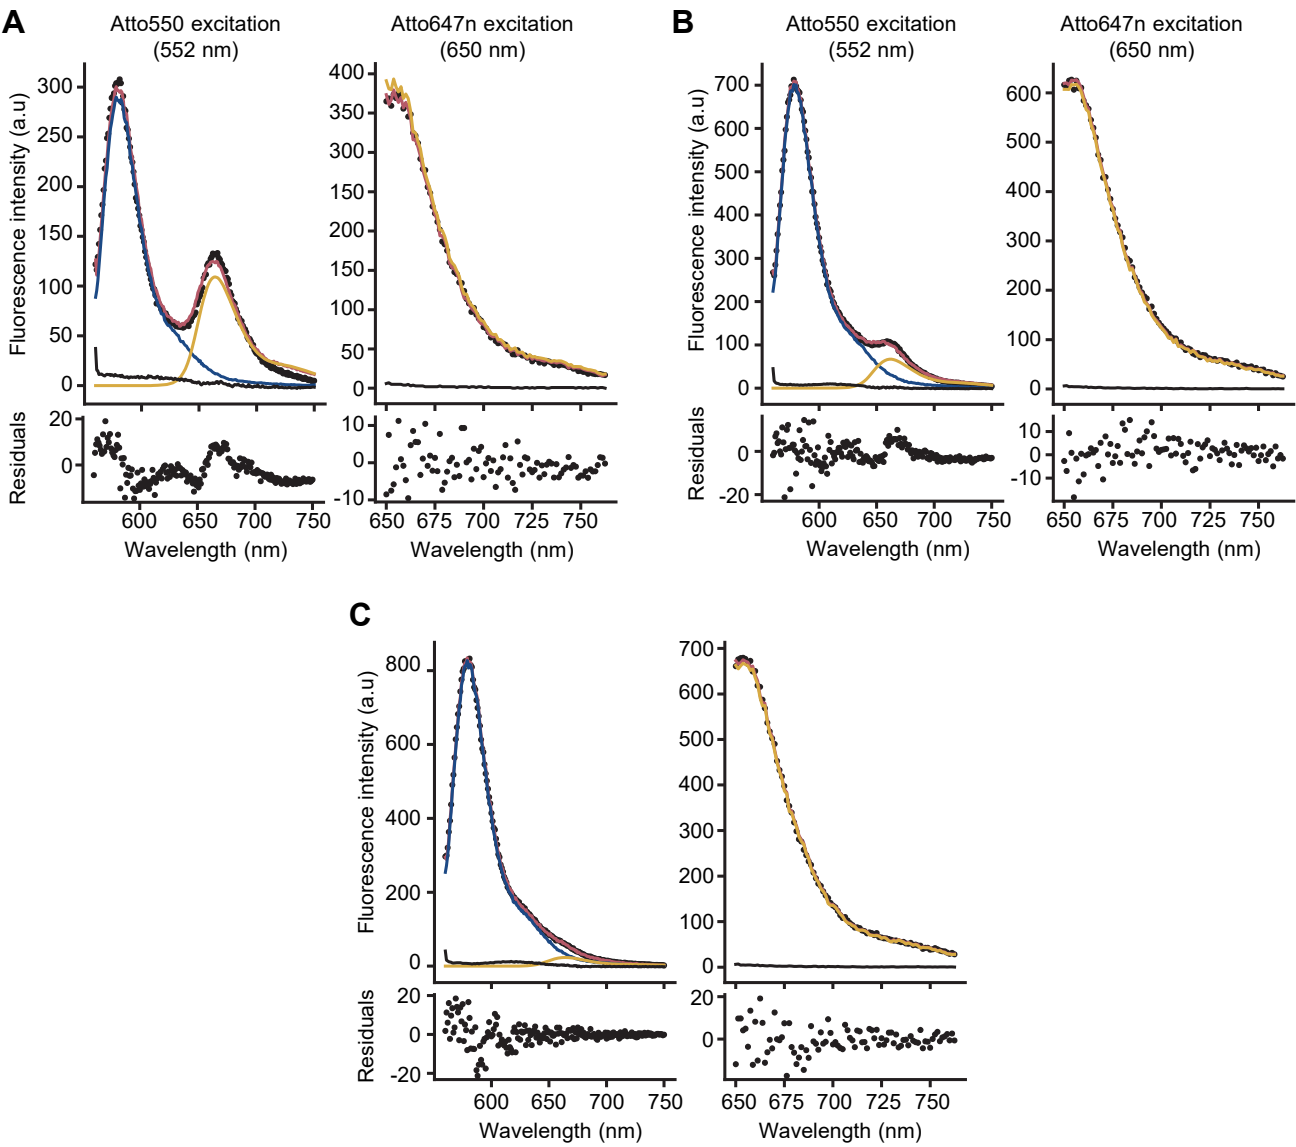 A
Atto550 excitation
(552 nm)
Atto647n excitation
(650 nm)
Fluorescence intensity (a.u)
300
250
200
150
100
50
0
400
350
300
250
200
150
100
50
0
Residuals
20
0
10
0
-10
600 650 700 750
650 675 700 725 750
Wavelength (nm)
Wavelength (nm)
B
Atto550 excitation
(552 nm)
Atto647n excitation
(650 nm)
Fluorescence intensity (a.u)
700
600
500
400
300
200
100
0
600
500
400
300
200
100
0
Residuals
0
-20
10
0
-10
600 650 700 750
650 675 700 725 750
Wavelength (nm)
Wavelength (nm)
C
Fluorescence intensity (a.u)
800
600
400
200
0
700
600
500
400
300
200
100
0
Residuals
20
0
-20
20
0
600 650 700 750
650 675 700 725 750
Wavelength (nm)
Wavelength (nm)